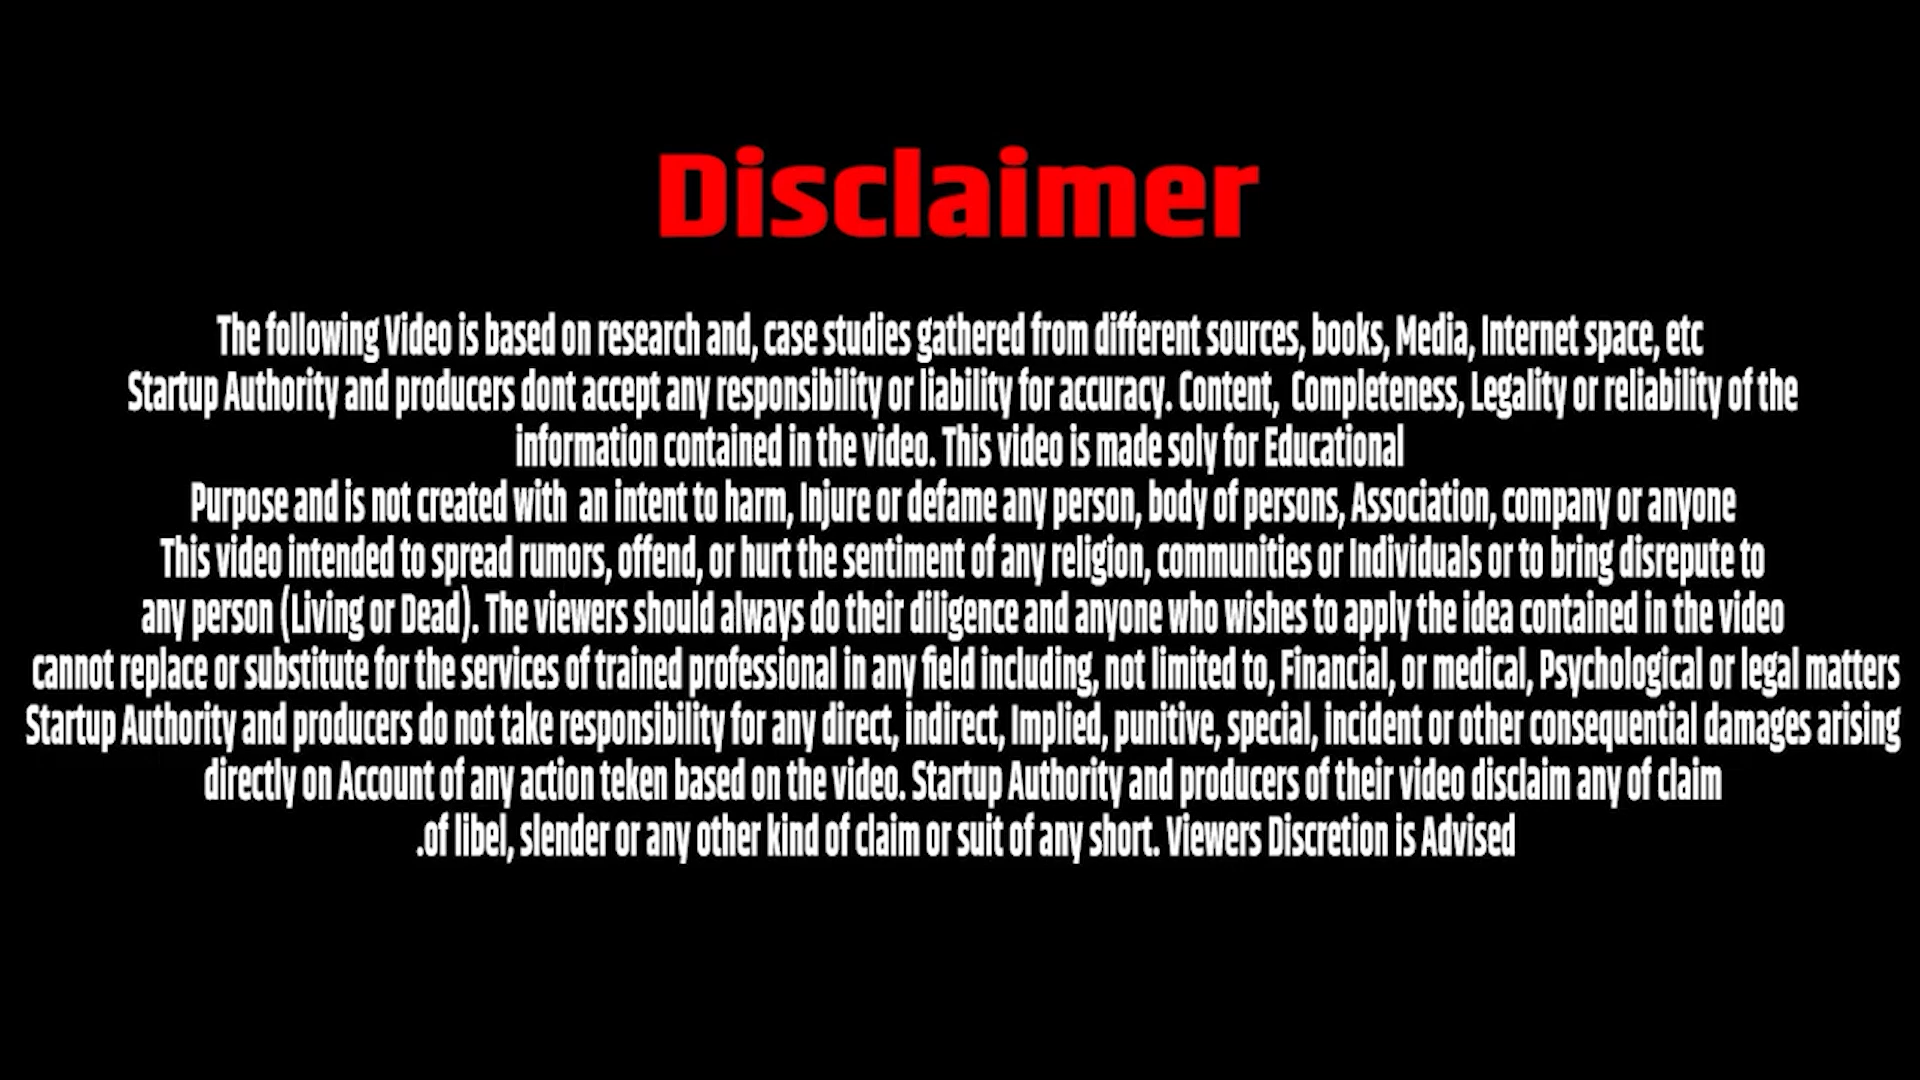 Disclaimer
The following Video is based on research and, case studies gathered from different sources, books, Media, Internet space, etc
Startup Authority and producers dont accept any responsibility or liability for accuracy. Content, Completeness, Legality or reliability of the
information contained in the video. This video is made soly for Educational
Purpose and is not created with an intent to harm, Injure or defame any person, body of persons, Association, company or anyone
This video intended to spread rumors, offend, or hurt the sentiment of any religion, communities or Individuals or to bring disrepute to
any person (Living or Dead). The viewers should always do their diligence and anyone who wishes to apply the idea contained in the video
cannot replace or substitute for the services of trained professional in any field including, not limited to, Financial, or medical, Psychological or legal matters
Startup Authority and producers do not take responsibility for any direct, indirect, Implied, punitive, special, incident or other consequential damages arising
directly on Account of any action teken based on the video. Startup Authority and producers of their video disclaim any of claim
.of libel, slender or any other kind of claim or suit of any short. Viewers Discretion is Advised